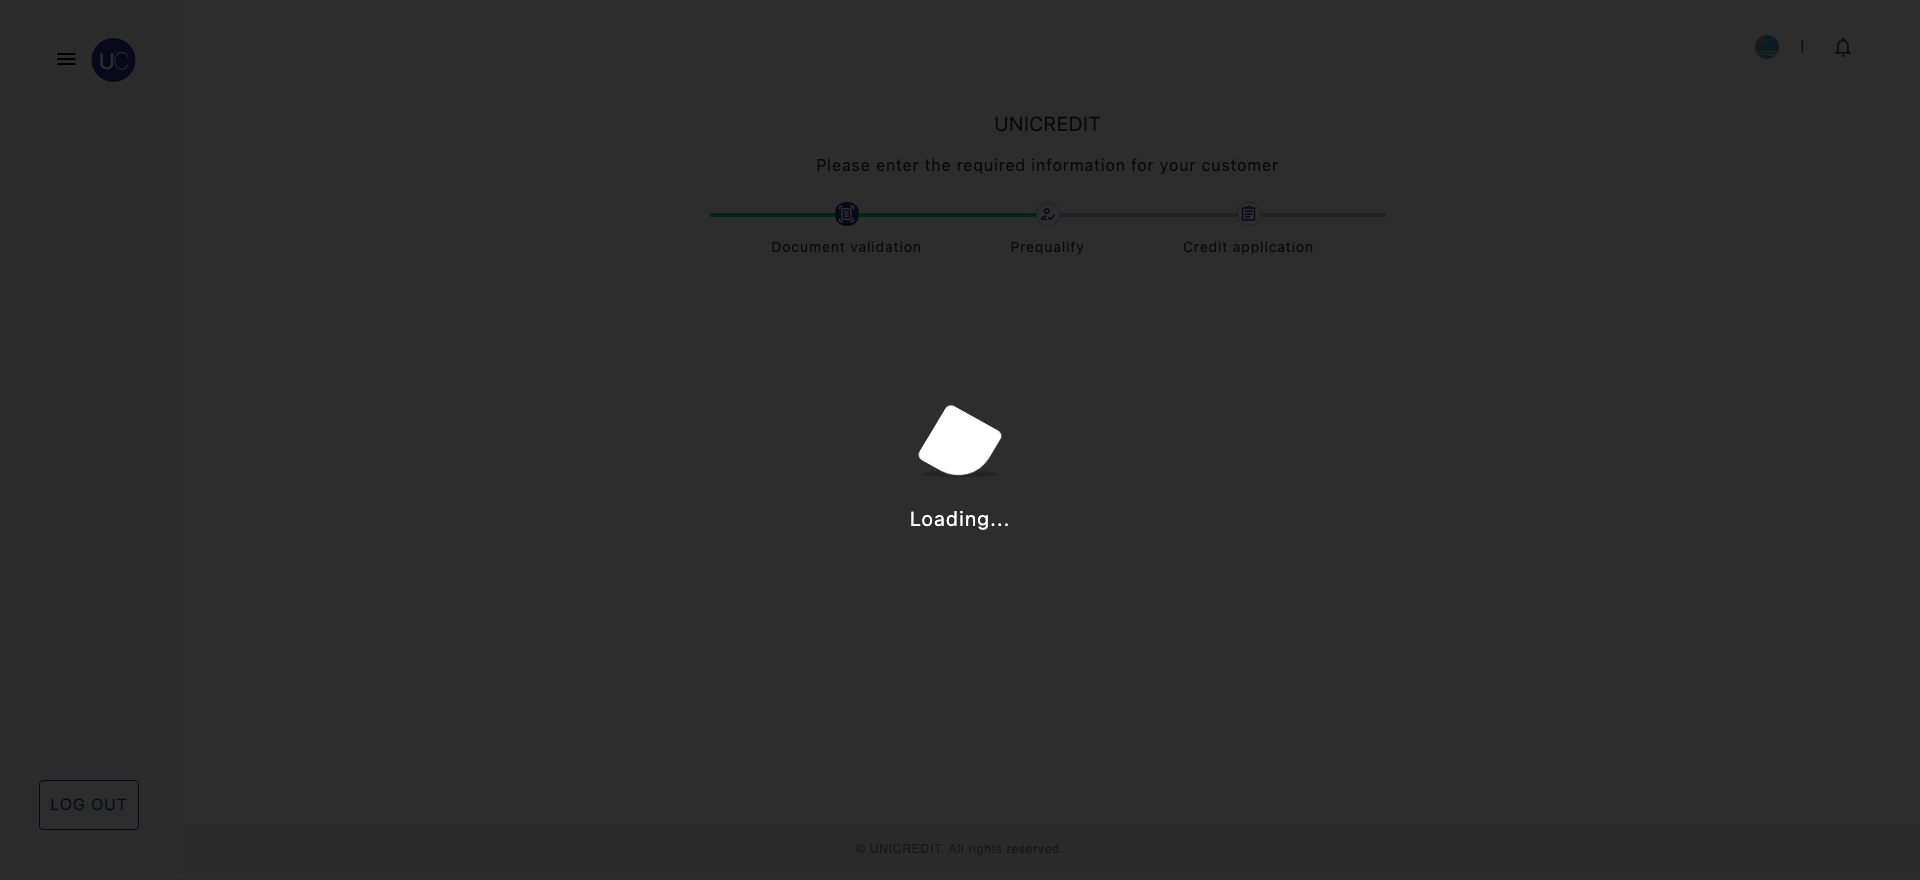 UC
|
UNICREDIT
Please enter the required information for your customer
Document validation
Prequalify
Credit application
Loading...
LOG OUT
© UNICREDIT. All rights reserved.